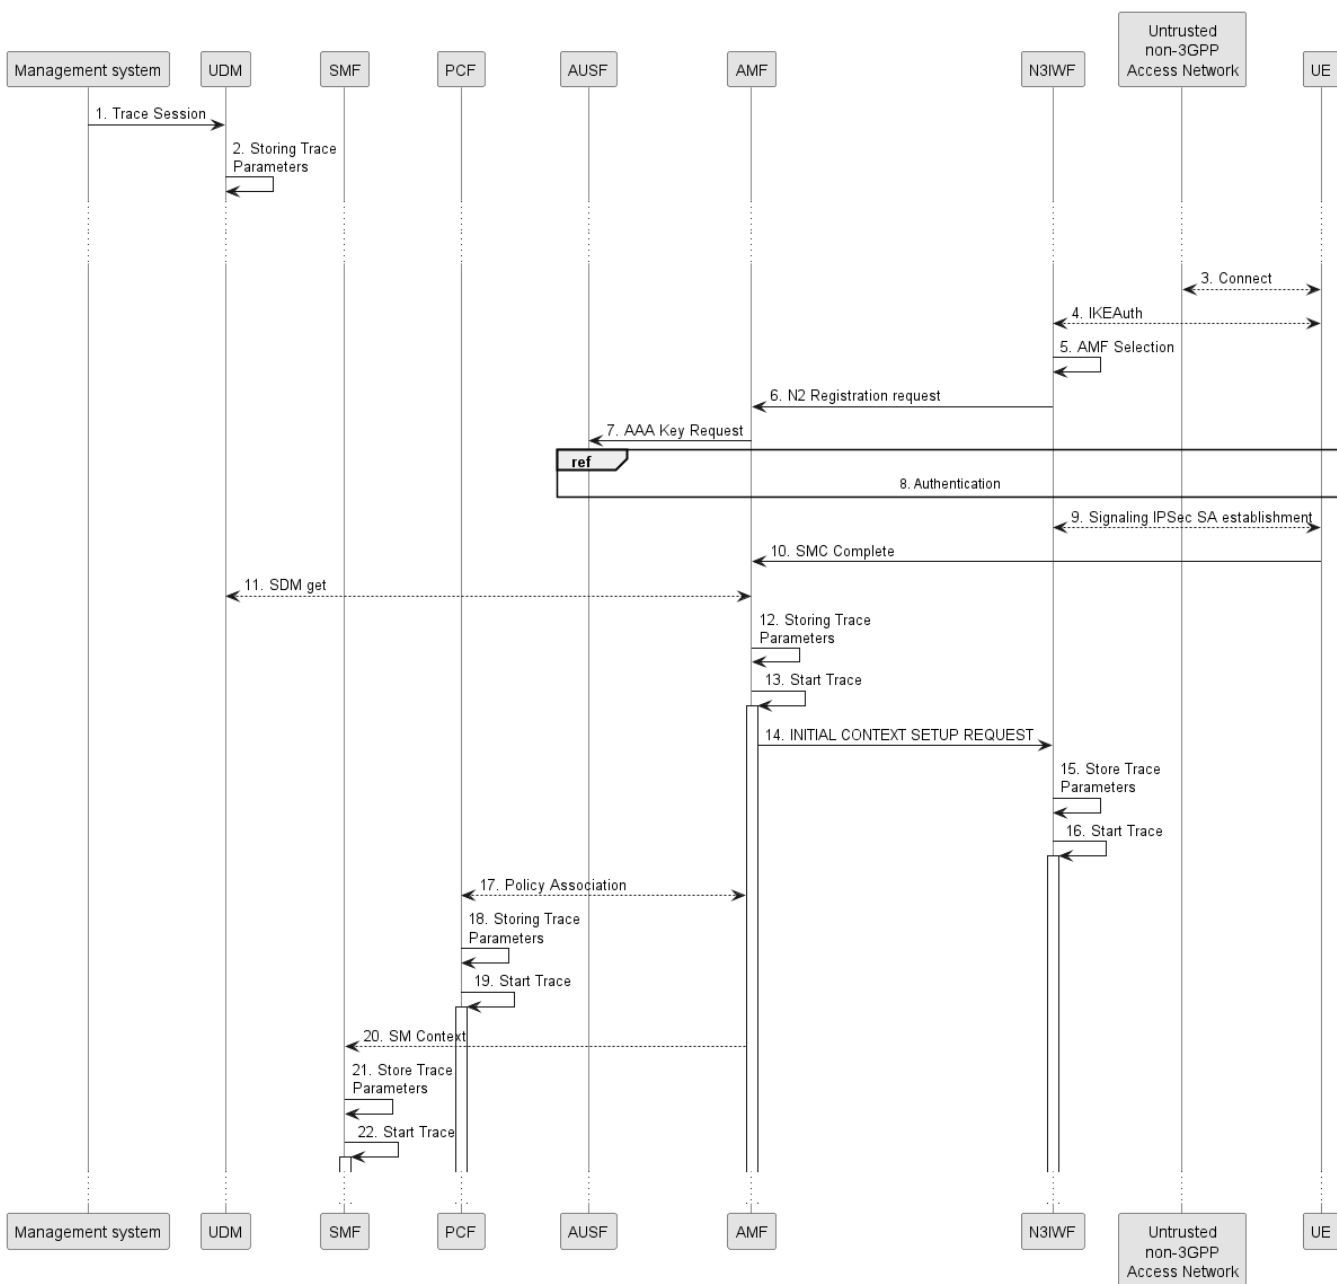 Untrusted
non-3GPP
Access Network
Management system UDM SMF PCF AUSF AMF N3IWF UE
1. Trace Session
2. Storing Trace
Parameters
3. Connect
4. IKEAuth
5. AMF Selection
6. N2 Registration request
7. AAA Key Request
ref
8. Authentication
9. Signaling IPSec SA establishment
10. SMC Complete
11. SDM get
12. Storing Trace
Parameters
13. Start Trace
14. INITIAL CONTEXT SETUP REQUEST
15. Store Trace
Parameters
16. Start Trace
17. Policy Association
18. Storing Trace
Parameters
19. Start Trace
20. SM Context
21. Store Trace
Parameters
22. Start Trace
Management system UDM SMF PCF AUSF AMF N3IWF Untrusted UE
non-3GPP
Access Network